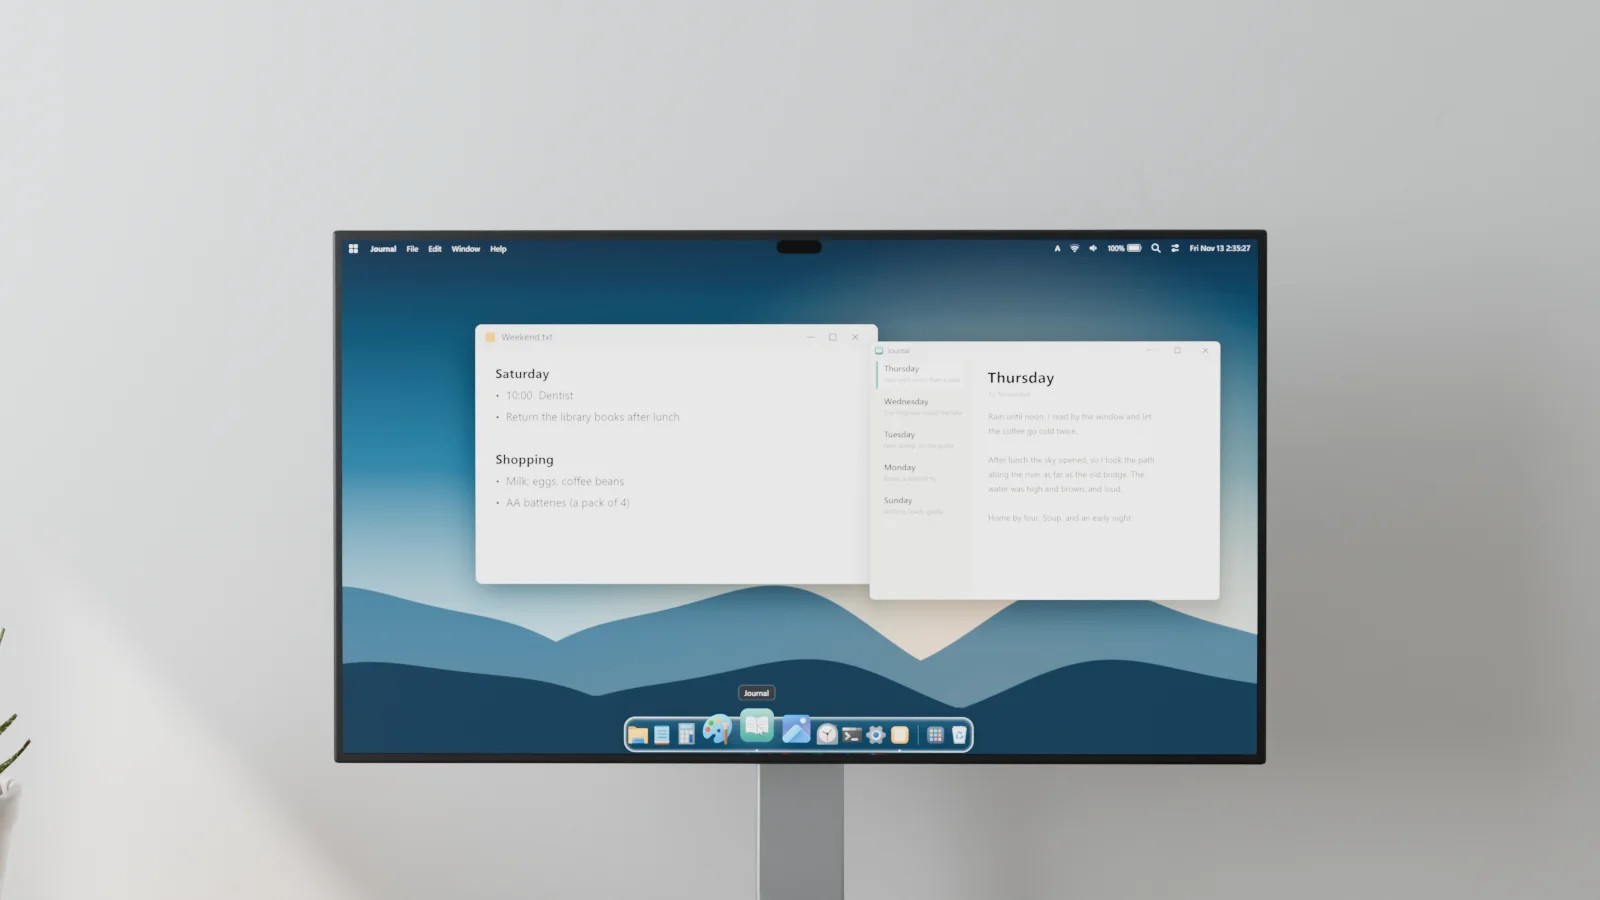 Journal File Edit Window Help
A 100% Fri Nov 13 2:35:27
Weekend.txt
Saturday
• 10:00 Dentist
• Return the library books after lunch
Shopping
• Milk, eggs, coffee beans
• AA batteries (a pack of 4)
Journal
Thursday
Wednesday
Tuesday
Monday
Sunday
Thursday
12 November
Rain until noon. I read by the window and let
the coffee go cold twice.
After lunch the sky opened, so I took the path
along the river as far as the old bridge. The
water was high and brown, and loud.
Home by four. Soup, and an early night.
Journal